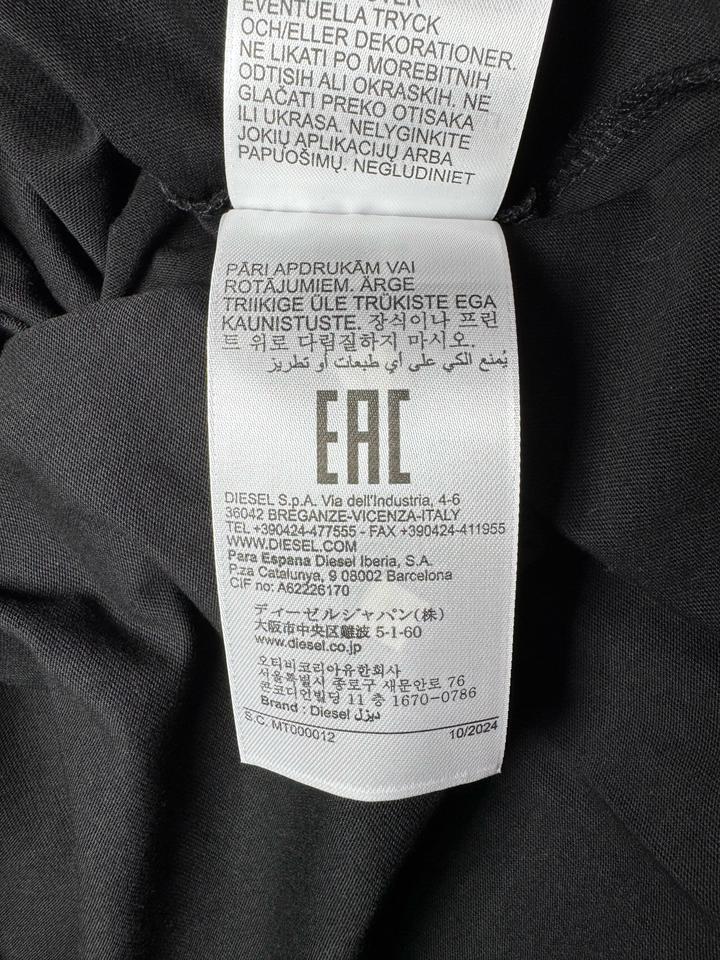 EVENTUELLA TRYCK
OCH/ELLER DEKORATIONER.
NE LIKATI PO MOREBITNIH
ODTISIH ALI OKRASKIH. NE
GLAČATI PREKO OTISAKA
ILI UKRASA. NELYGINKITE
JOKIŲ APLIKACIJŲ ARBA
PAPUOŠIMŲ. NEGLUDINIET
PĀRI APDRUKĀM VAI
ROTĀJUMIEM. ÄRGE
TRIIKIGE ÜLE TRÜKISTE EGA
KAUNISTUSTE. 장식이나 프린
트 위로 다림질하지 마시오.
يُمنع الكي على أي طبعات أو تطريز
EAC
DIESEL S.p.A. Via dell'Industria, 4-6
36042 BREGANZE-VICENZA-ITALY
TEL +390424-477555 - FAX +390424-411955
WWW.DIESEL.COM
Para Espana Diesel Iberia, S.A.
P.za Catalunya, 9 08002 Barcelona
CIF no: A62226170
ディーゼルジャパン(株)
大阪市中央区難波 5-1-60
www.diesel.co.jp
오티비코리아유한회사
서울특별시 종로구 새문안로 76
콘코디언빌딩 11 층 1670-0786
Brand : Diesel ديزل
S.C. MT000012 10/2024